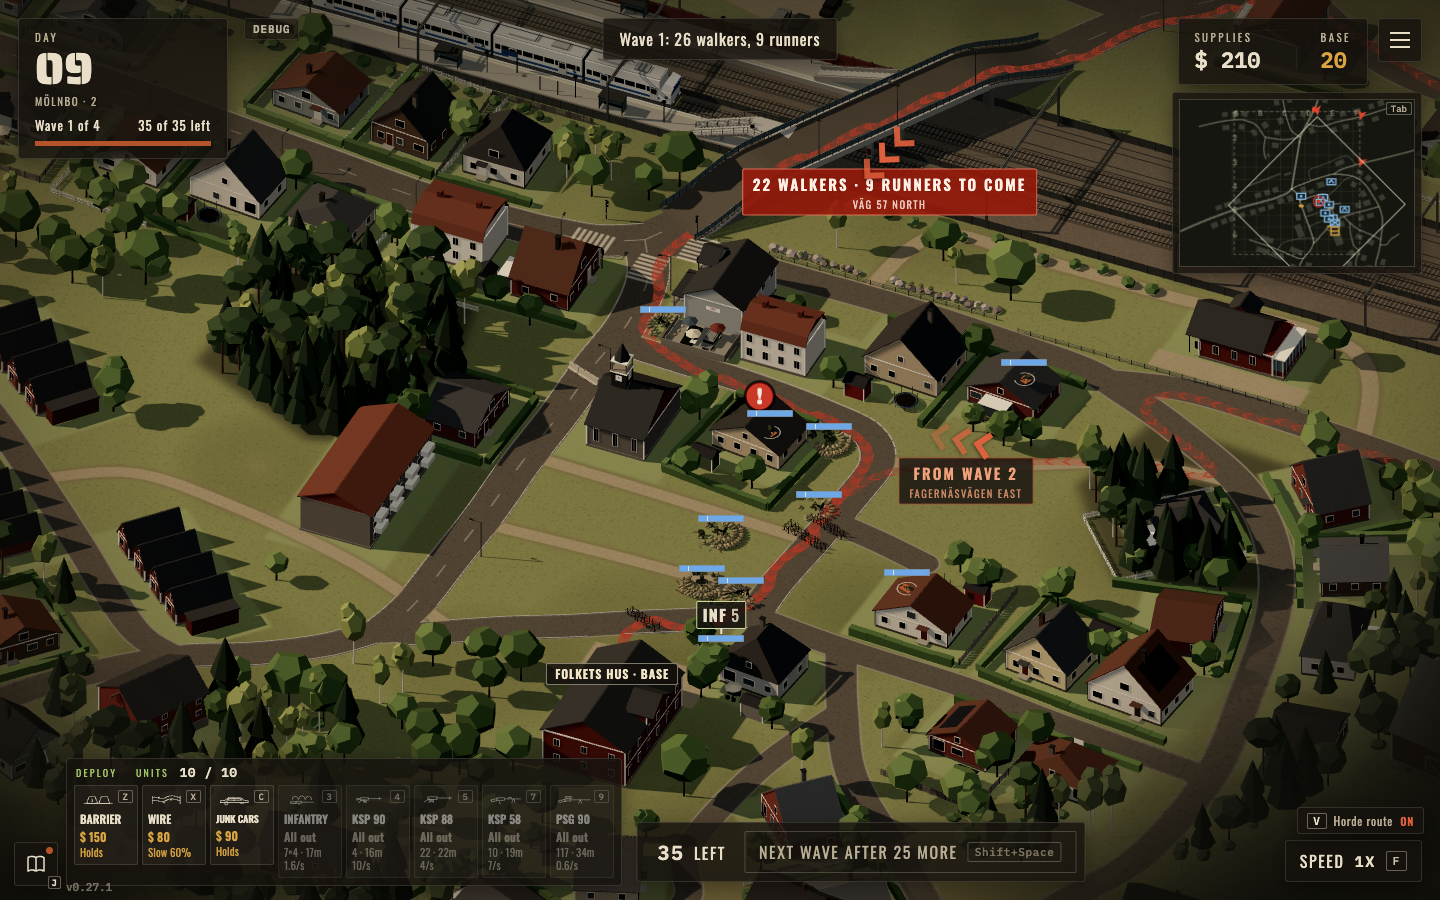 DAY
09
MÖLNBO · 2
Wave 1 of 4
35 of 35 left
DEBUG
Wave 1: 26 walkers, 9 runners
SUPPLIES
$ 210
BASE
20
Tab
22 WALKERS · 9 RUNNERS TO COME
VÄG 57 NORTH
!
FROM WAVE 2
FAGERNÄSVÄGEN EAST
INF 5
FOLKETS HUS · BASE
DEPLOY UNITS 10 / 10
Z
BARRIER
$ 150
Holds
X
WIRE
$ 80
Slow 60%
C
JUNK CARS
$ 90
Holds
3
INFANTRY
All out
7×4 · 17m
1.6/s
4
KSP 90
All out
4 · 16m
10/s
5
KSP 88
All out
22 · 22m
4/s
7
KSP 58
All out
10 · 19m
7/s
9
PSG 90
All out
117 · 34m
0.6/s
J
v0.27.1
35 LEFT
NEXT WAVE AFTER 25 MORE
Shift+Space
V Horde route ON
SPEED 1X F